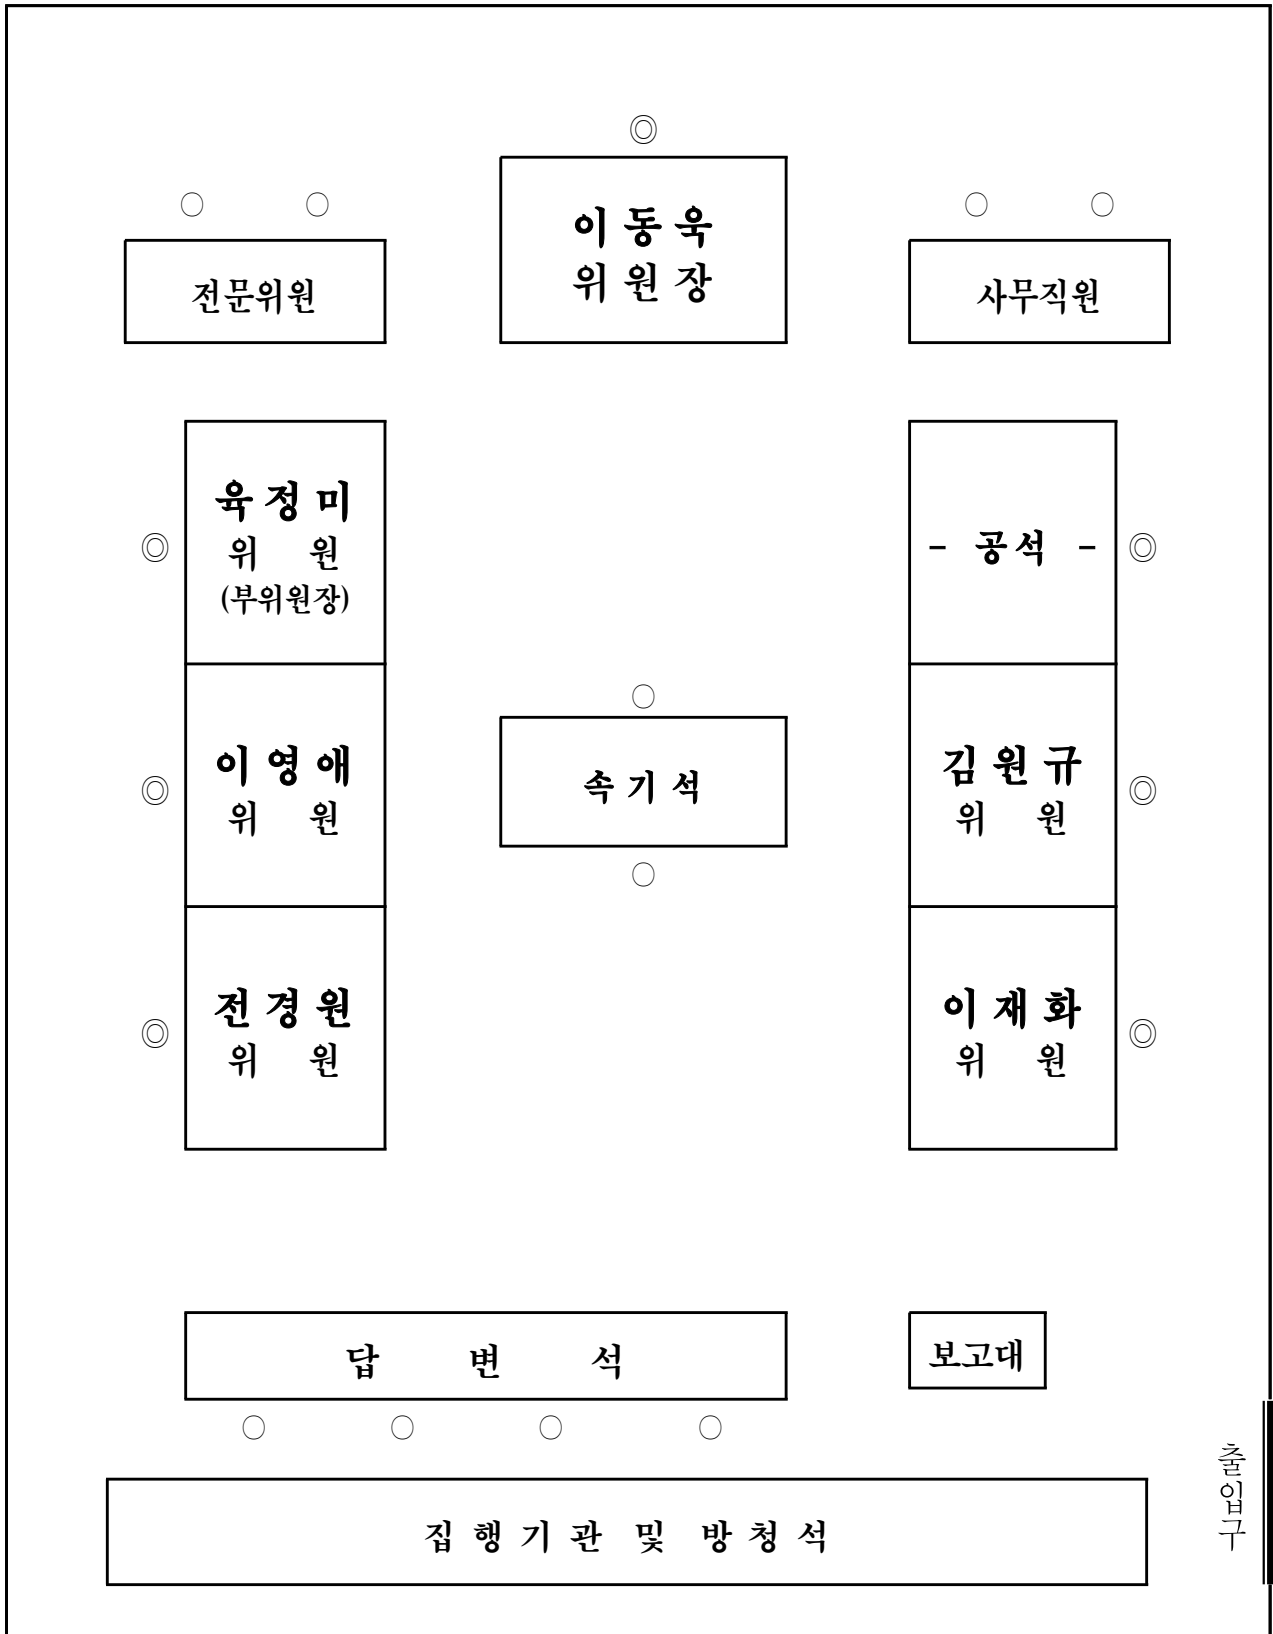 ◎
이 동 욱
위 원 장
○ ○
전문위원
○ ○
사무직원
육 정 미
위 원
(부위원장)
◎
- 공석 -
◎
이 영 애
위 원
◎
○
속 기 석
○
김 원 규
위 원
◎
전 경 원
위 원
◎
이 재 화
위 원
◎
답 변 석
○ ○ ○ ○
보고대
집 행 기 관 및 방 청 석
출입구